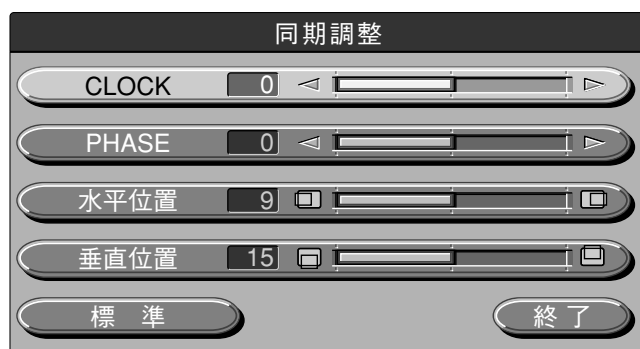 同期調整
CLOCK 0
PHASE 0
水平位置 9
垂直位置 15
標準 終了